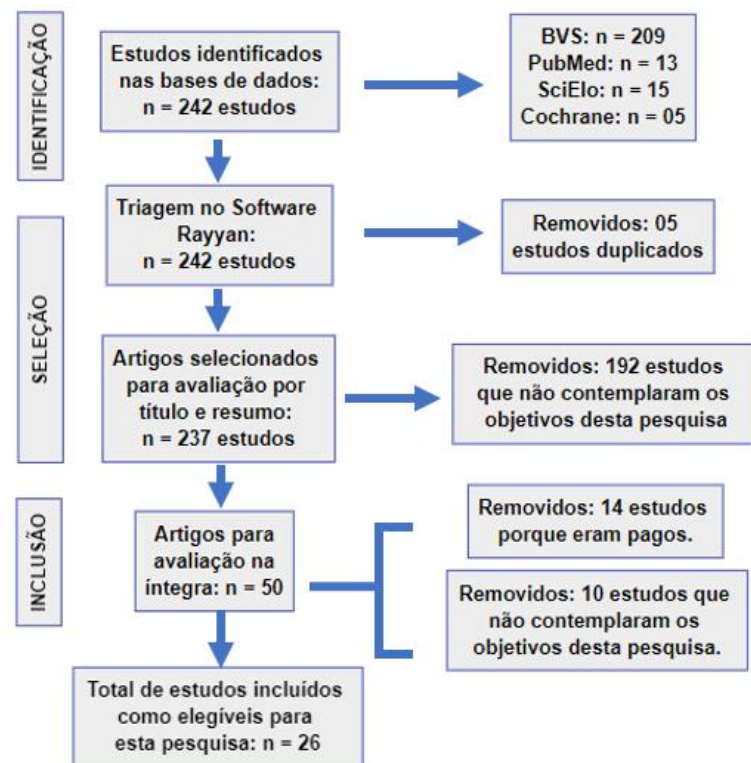 IDENTIFICAÇÃO
Estudos identificados
nas bases de dados:
n = 242 estudos
BVS: n = 209
PubMed: n = 13
SciElo: n = 15
Cochrane: n = 05
SELEÇÃO
Triagem no Software
Rayyan:
n = 242 estudos
Removidos: 05
estudos duplicados
Artigos selecionados
para avaliação por
título e resumo:
n = 237 estudos
Removidos: 192 estudos
que não contemplaram os
objetivos desta pesquisa
INCLUSÃO
Artigos para
avaliação na
íntegra: n = 50
Removidos: 14 estudos
porque eram pagos.
Removidos: 10 estudos que
não contemplaram os
objetivos desta pesquisa.
Total de estudos incluídos
como elegíveis para
esta pesquisa: n = 26